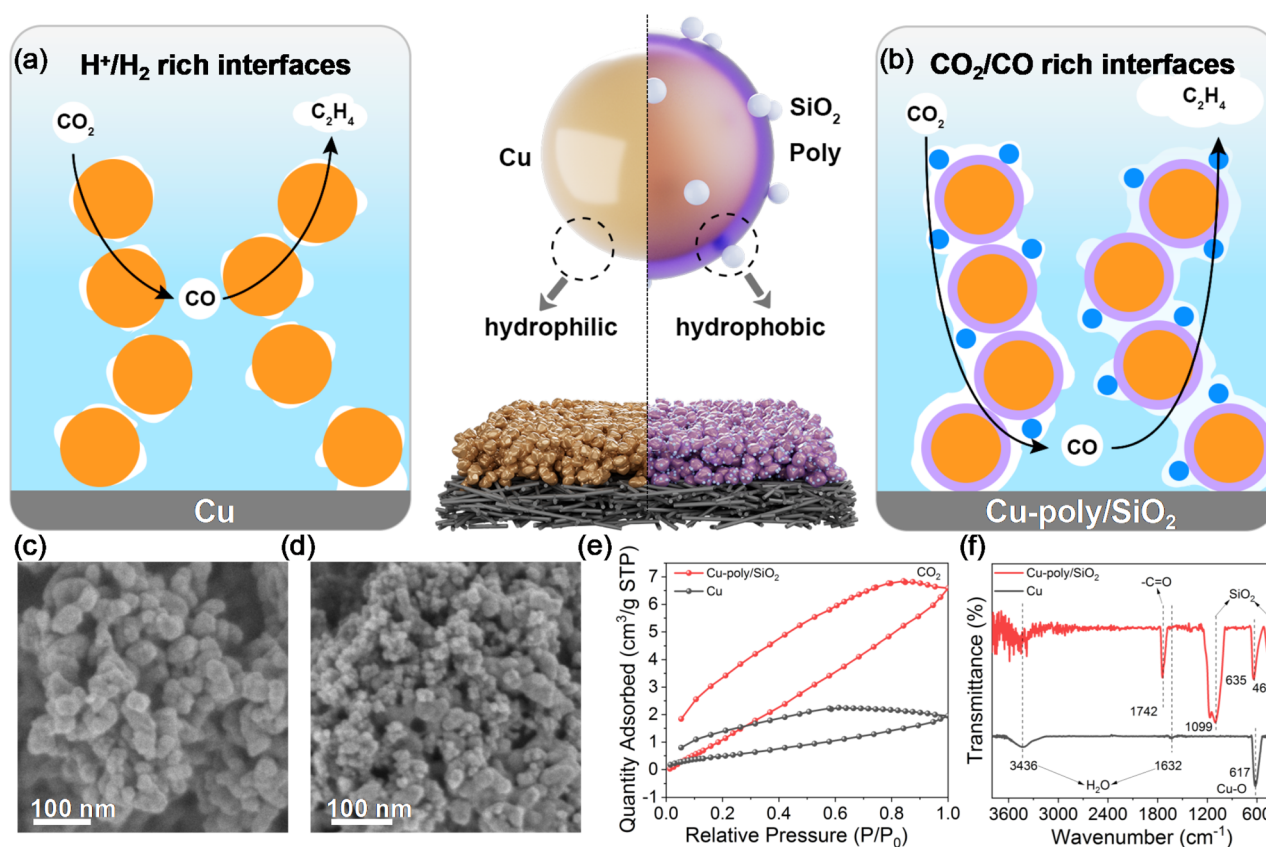 (a)
H⁺/H₂ rich interfaces
CO₂
C₂H₄
CO
Cu
Cu
SiO₂
Poly
hydrophilic
hydrophobic
(b)
CO₂/CO rich interfaces
CO₂
C₂H₄
CO
Cu-poly/SiO₂
(c)
100 nm
(d)
100 nm
(e)
Cu-poly/SiO₂
Cu
CO₂
7
6
5
4
3
2
1
0
-1
0.0 0.2 0.4 0.6 0.8 1.0
Quantity Adsorbed (cm³/g STP)
Relative Pressure (P/P₀)
(f)
Cu-poly/SiO₂
Cu
-C=O
SiO₂
1742
1099
635
46
3436
1632
H₂O
617
Cu-O
Transmittance (%)
3600 3000 2400 1800 1200 600
Wavenumber (cm⁻¹)